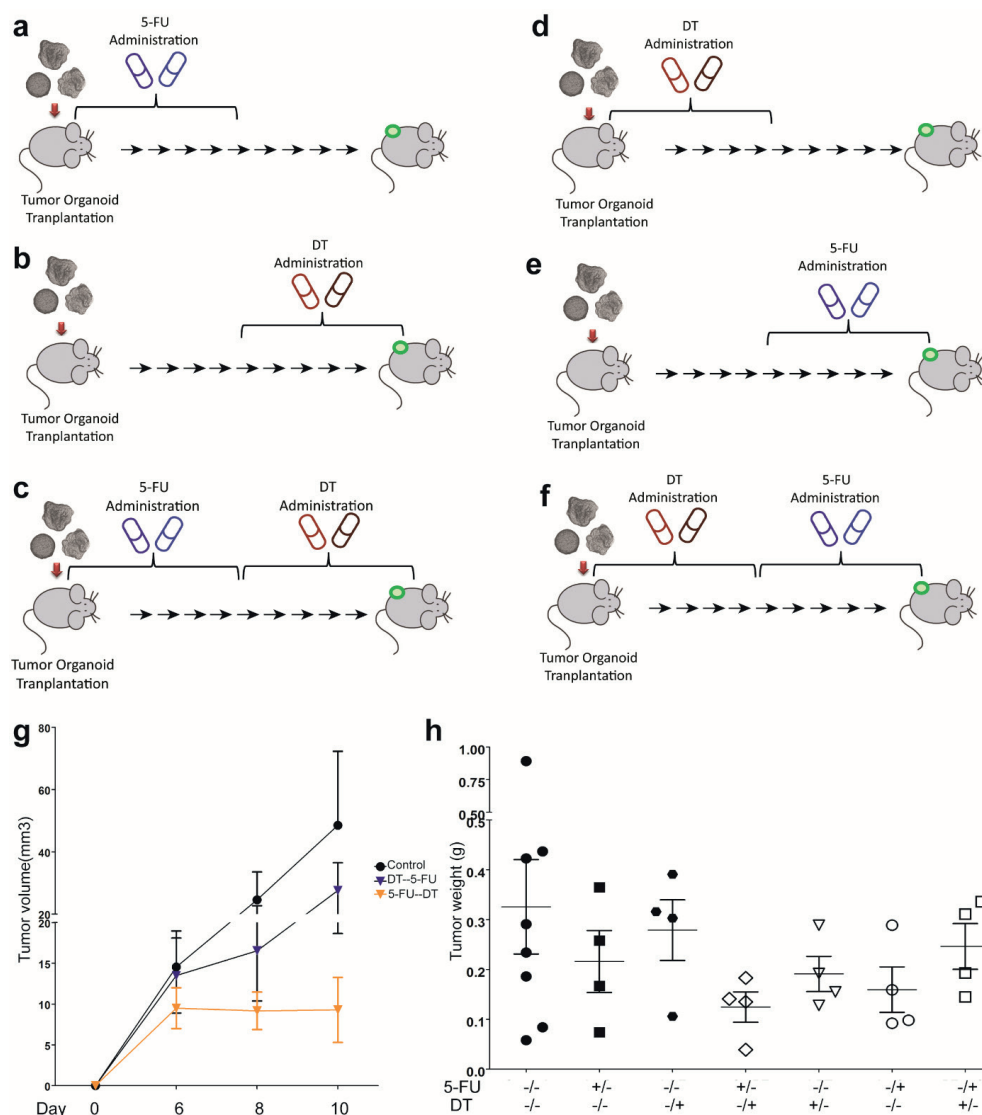 a
5-FU
Administration
Tumor Organoid
Tranplantation
d
DT
Administration
Tumor Organoid
Tranplantation
b
DT
Administration
Tumor Organoid
Tranplantation
e
5-FU
Administration
Tumor Organoid
Tranplantation
c
5-FU
Administration
DT
Administration
Tumor Organoid
Tranplantation
f
DT
Administration
5-FU
Administration
Tumor Organoid
Tranplantation
g
Tumor volume(mm3)
80
60
40
20
20
15
10
5
0
Day 0 6 8 10
Control
DT--5-FU
5-FU--DT
h
Tumor weight (g)
1.00
0.75
0.50
0.5
0.4
0.3
0.2
0.1
0.0
5-FU -/- +/- -/- +/- -/- -/+ -/+
DT -/- -/- -/+ -/+ +/- -/- +/-